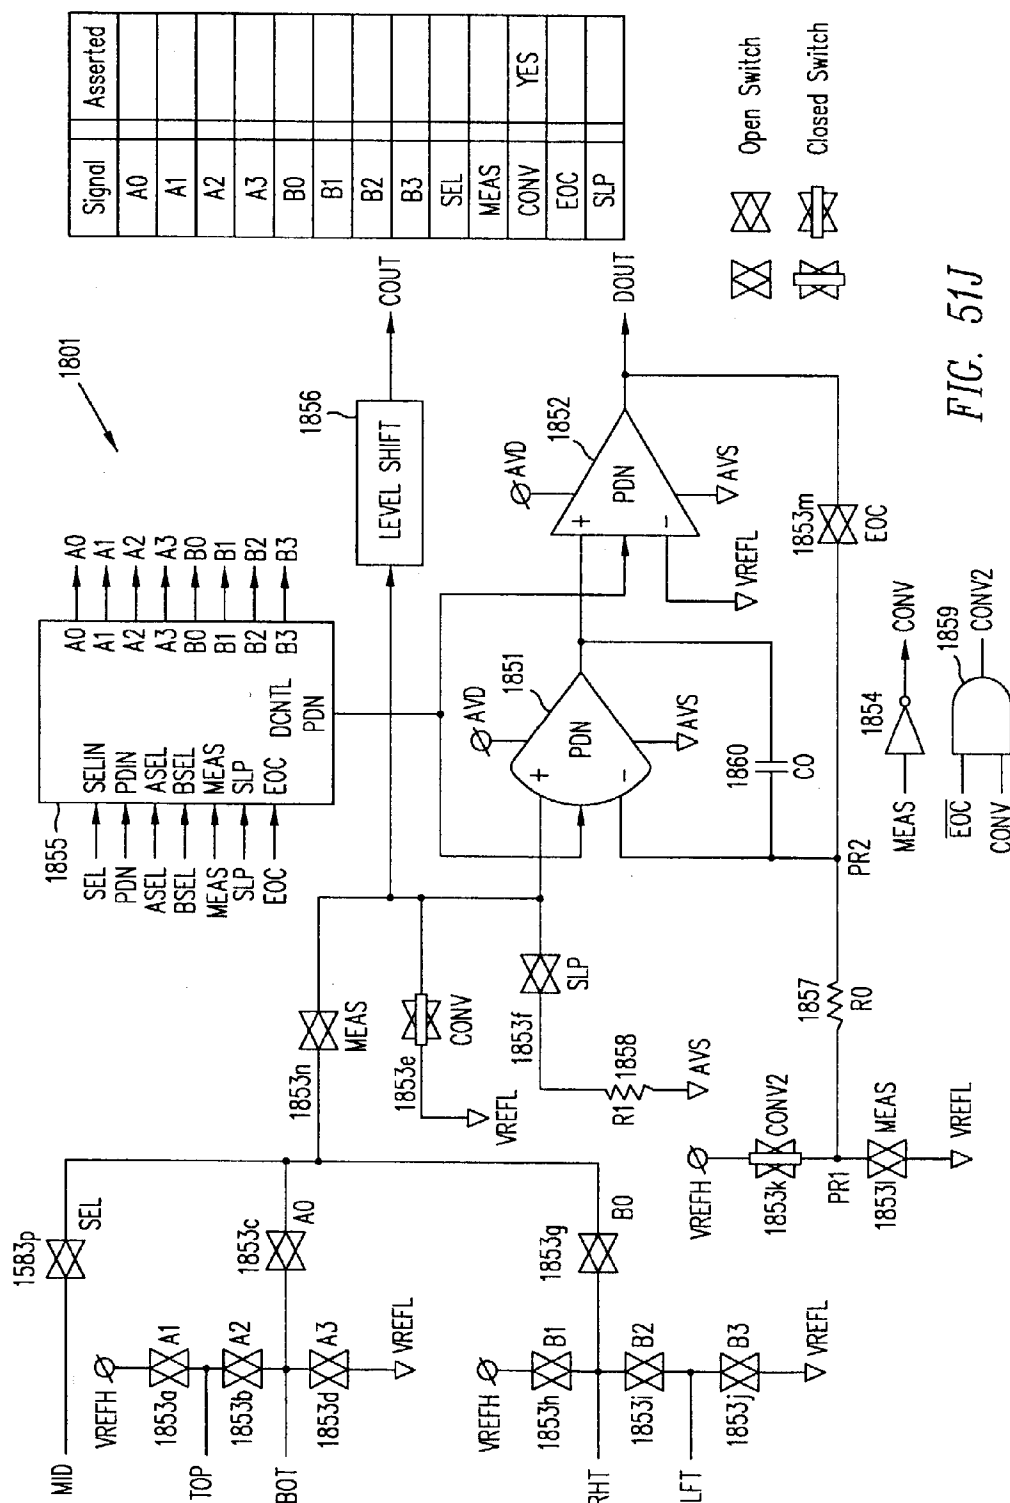 1801
Signal Asserted
A0
A1
A2
A3
B0
B1
B2
B3
SEL
MEAS
CONV YES
EOC
SLP
Open Switch
Closed Switch
1855
SEL SELIN
PDN PDIN
ASEL ASEL
BSEL BSEL
MEAS MEAS
SLP SLP
EOC EOC
DCNTL
PDN
A0 A0
A1 A1
A2 A2
A3 A3
B0 B0
B1 B1
B2 B2
B3 B3
1856
LEVEL SHIFT
COUT
MID
1583p
SEL
VREFH
1853a
A1
TOP
1853b
A2
1853c
A0
BOT
1853d
A3
VREFL
VREFH
1853h
B1
RHT
1853g
B0
1853i
B2
LFT
1853j
B3
VREFL
1853n
MEAS
1853e
CONV
VREFL
1853f
SLP
R1
1858
AVS
AVD
1851
+
PDN
−
AVS
1860
CO
AVD
1852
+
PDN
−
AVS
VREFL
DOUT
1853m
EOC
PR2
1857
R0
VREFH
1853k
CONV2
PR1
1853l
MEAS
VREFL
MEAS
1854
CONV
E̅O̅C̅
CONV
1859
CONV2
FIG. 51J